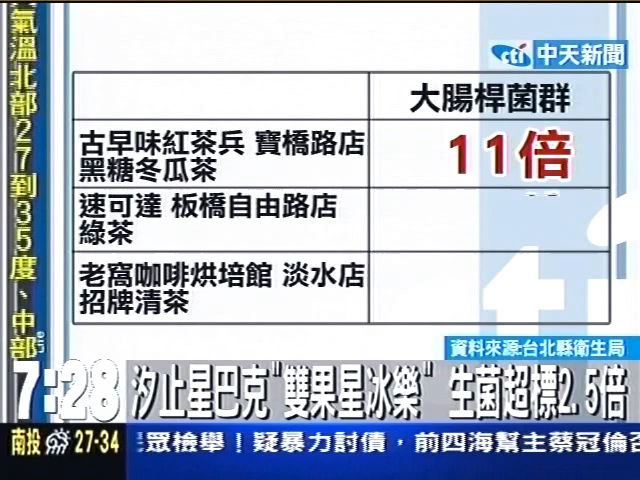 氣溫北部27到35度、中部
cti 中天新聞
大腸桿菌群
古早味紅茶兵 寶橋路店
黑糖冬瓜茶
11倍
速可達 板橋自由路店
綠茶
老窩咖啡烘培館 淡水店
招牌清茶
資料來源:台北縣衛生局
7:28
汐止星巴克"雙果星冰樂" 生菌超標2.5倍
南投 27-34
眾檢舉！疑暴力討債，前四海幫主蔡冠倫否